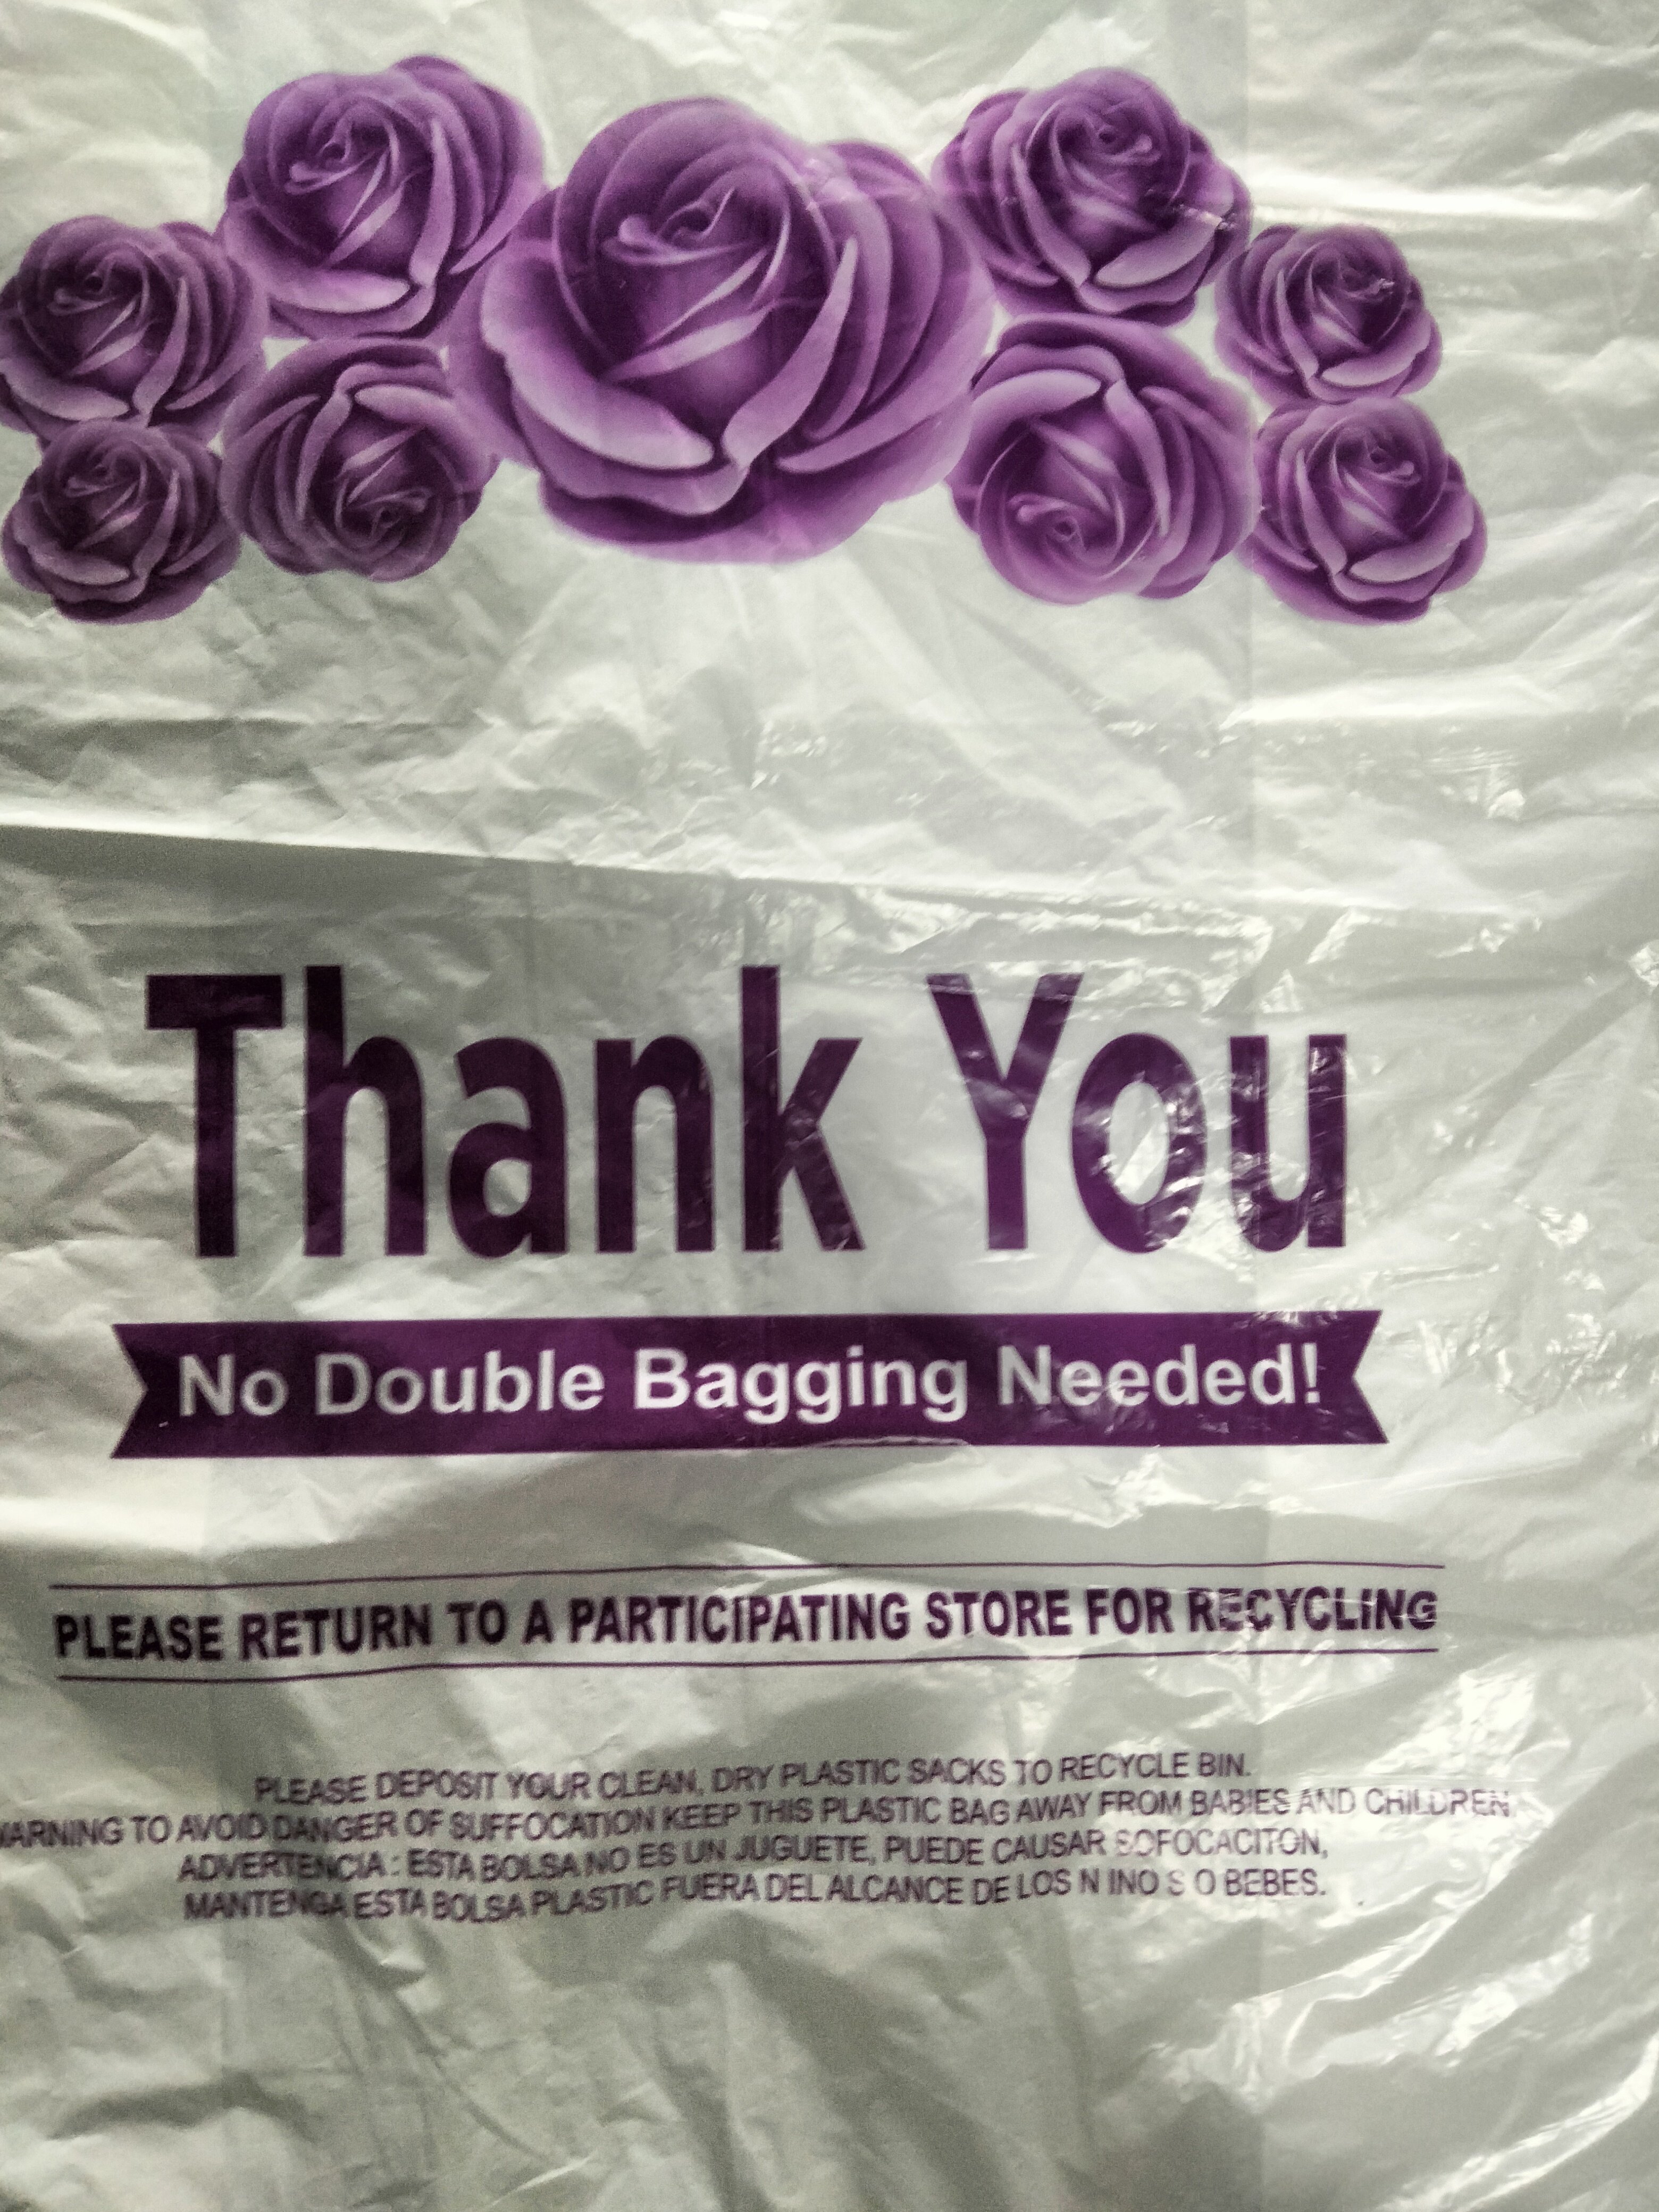 Thank You
No Double Bagging Needed!
PLEASE RETURN TO A PARTICIPATING STORE FOR RECYCLING
PLEASE DEPOSIT YOUR CLEAN, DRY PLASTIC SACKS TO RECYCLE BIN.
WARNING TO AVOID DANGER OF SUFFOCATION KEEP THIS PLASTIC BAG AWAY FROM BABIES AND CHILDREN.
ADVERTENCIA : ESTA BOLSA NO ES UN JUGUETE, PUEDE CAUSAR SOFOCACITON,
MANTENGA ESTA BOLSA PLASTIC FUERA DEL ALCANCE DE LOS N INO S O BEBES.